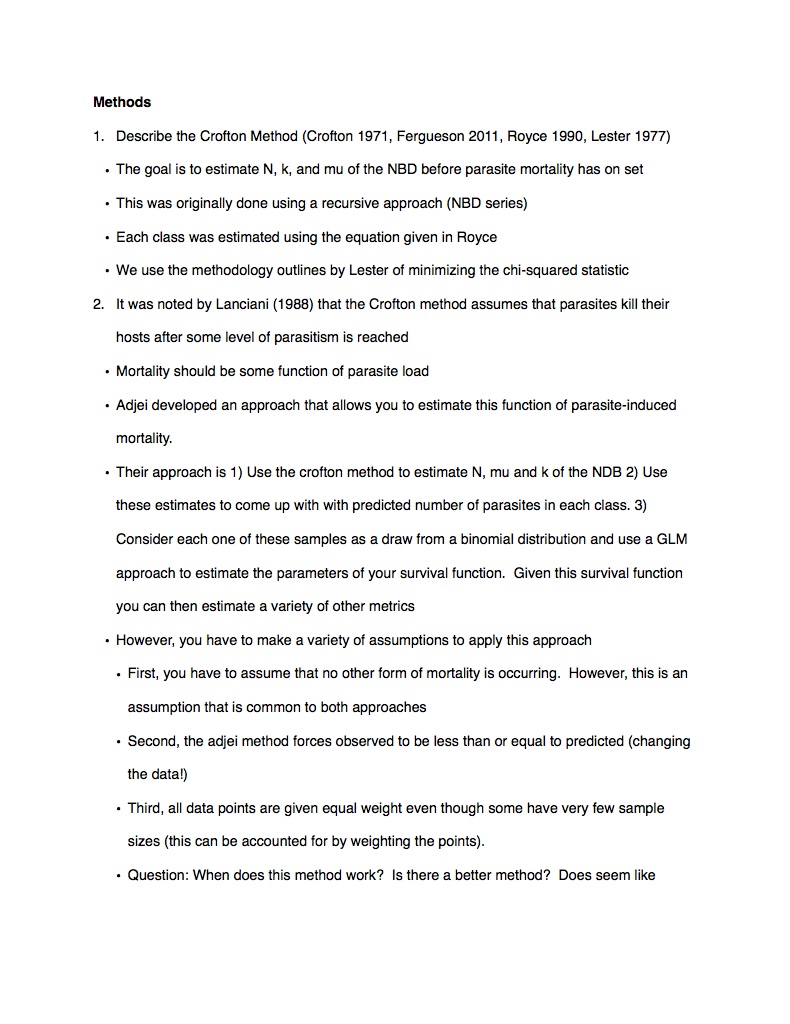 Methods
1. Describe the Crofton Method (Crofton 1971, Fergueson 2011, Royce 1990, Lester 1977)
• The goal is to estimate N, k, and mu of the NBD before parasite mortality has on set
• This was originally done using a recursive approach (NBD series)
• Each class was estimated using the equation given in Royce
• We use the methodology outlines by Lester of minimizing the chi-squared statistic
2. It was noted by Lanciani (1988) that the Crofton method assumes that parasites kill their
hosts after some level of parasitism is reached
• Mortality should be some function of parasite load
• Adjei developed an approach that allows you to estimate this function of parasite-induced
mortality.
• Their approach is 1) Use the crofton method to estimate N, mu and k of the NDB 2) Use
these estimates to come up with with predicted number of parasites in each class. 3)
Consider each one of these samples as a draw from a binomial distribution and use a GLM
approach to estimate the parameters of your survival function.  Given this survival function
you can then estimate a variety of other metrics
• However, you have to make a variety of assumptions to apply this approach
• First, you have to assume that no other form of mortality is occurring.  However, this is an
assumption that is common to both approaches
• Second, the adjei method forces observed to be less than or equal to predicted (changing
the data!)
• Third, all data points are given equal weight even though some have very few sample
sizes (this can be accounted for by weighting the points).
• Question: When does this method work?  Is there a better method?  Does seem like